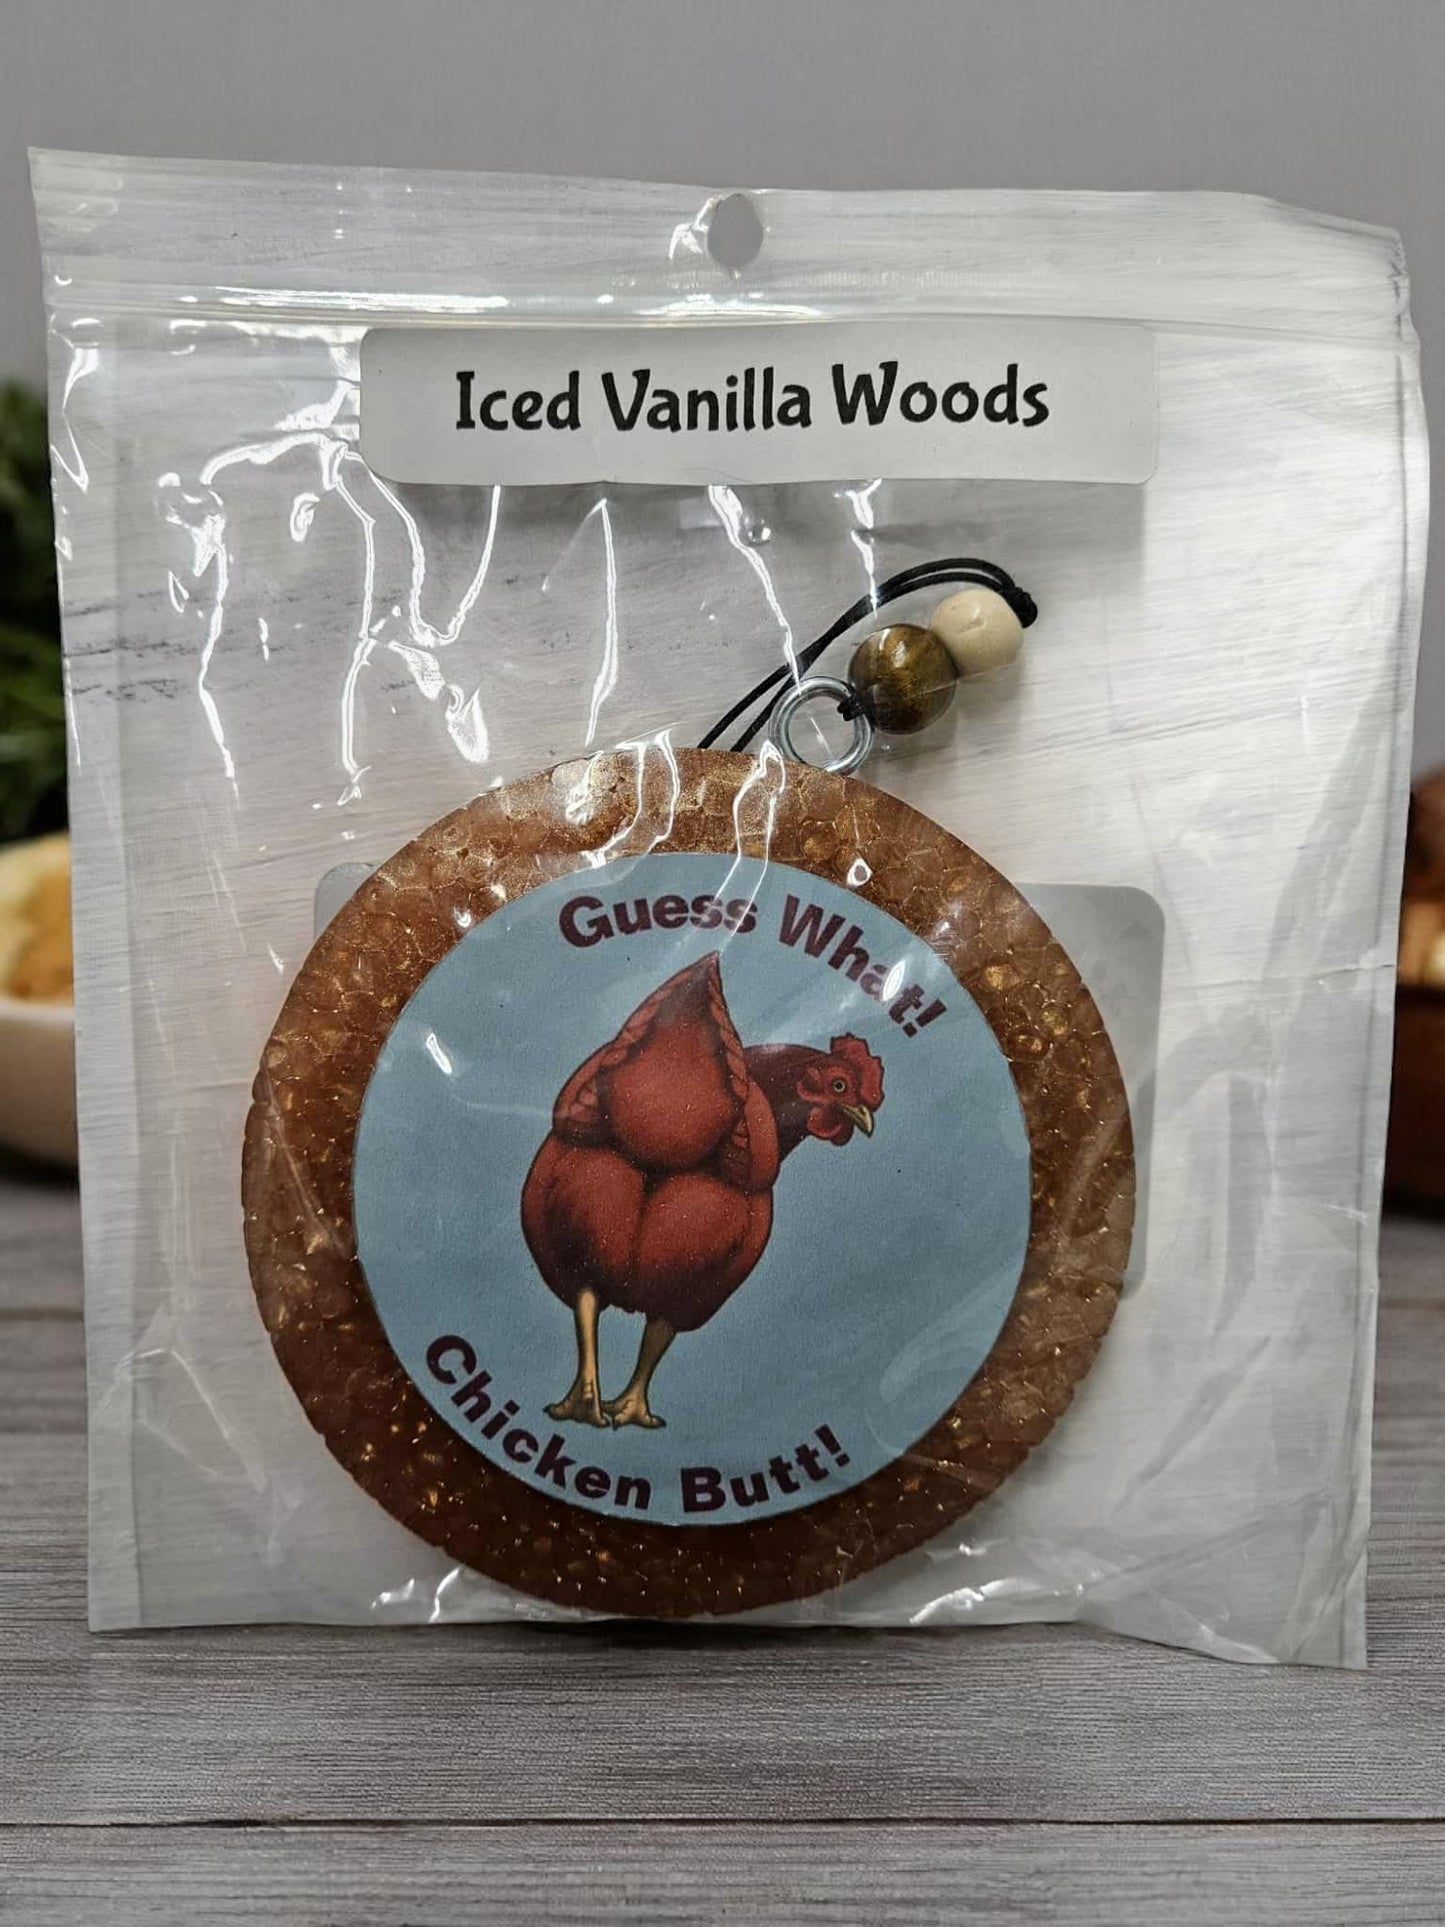 Iced Vanilla Woods
Guess What!
Chicken Butt!